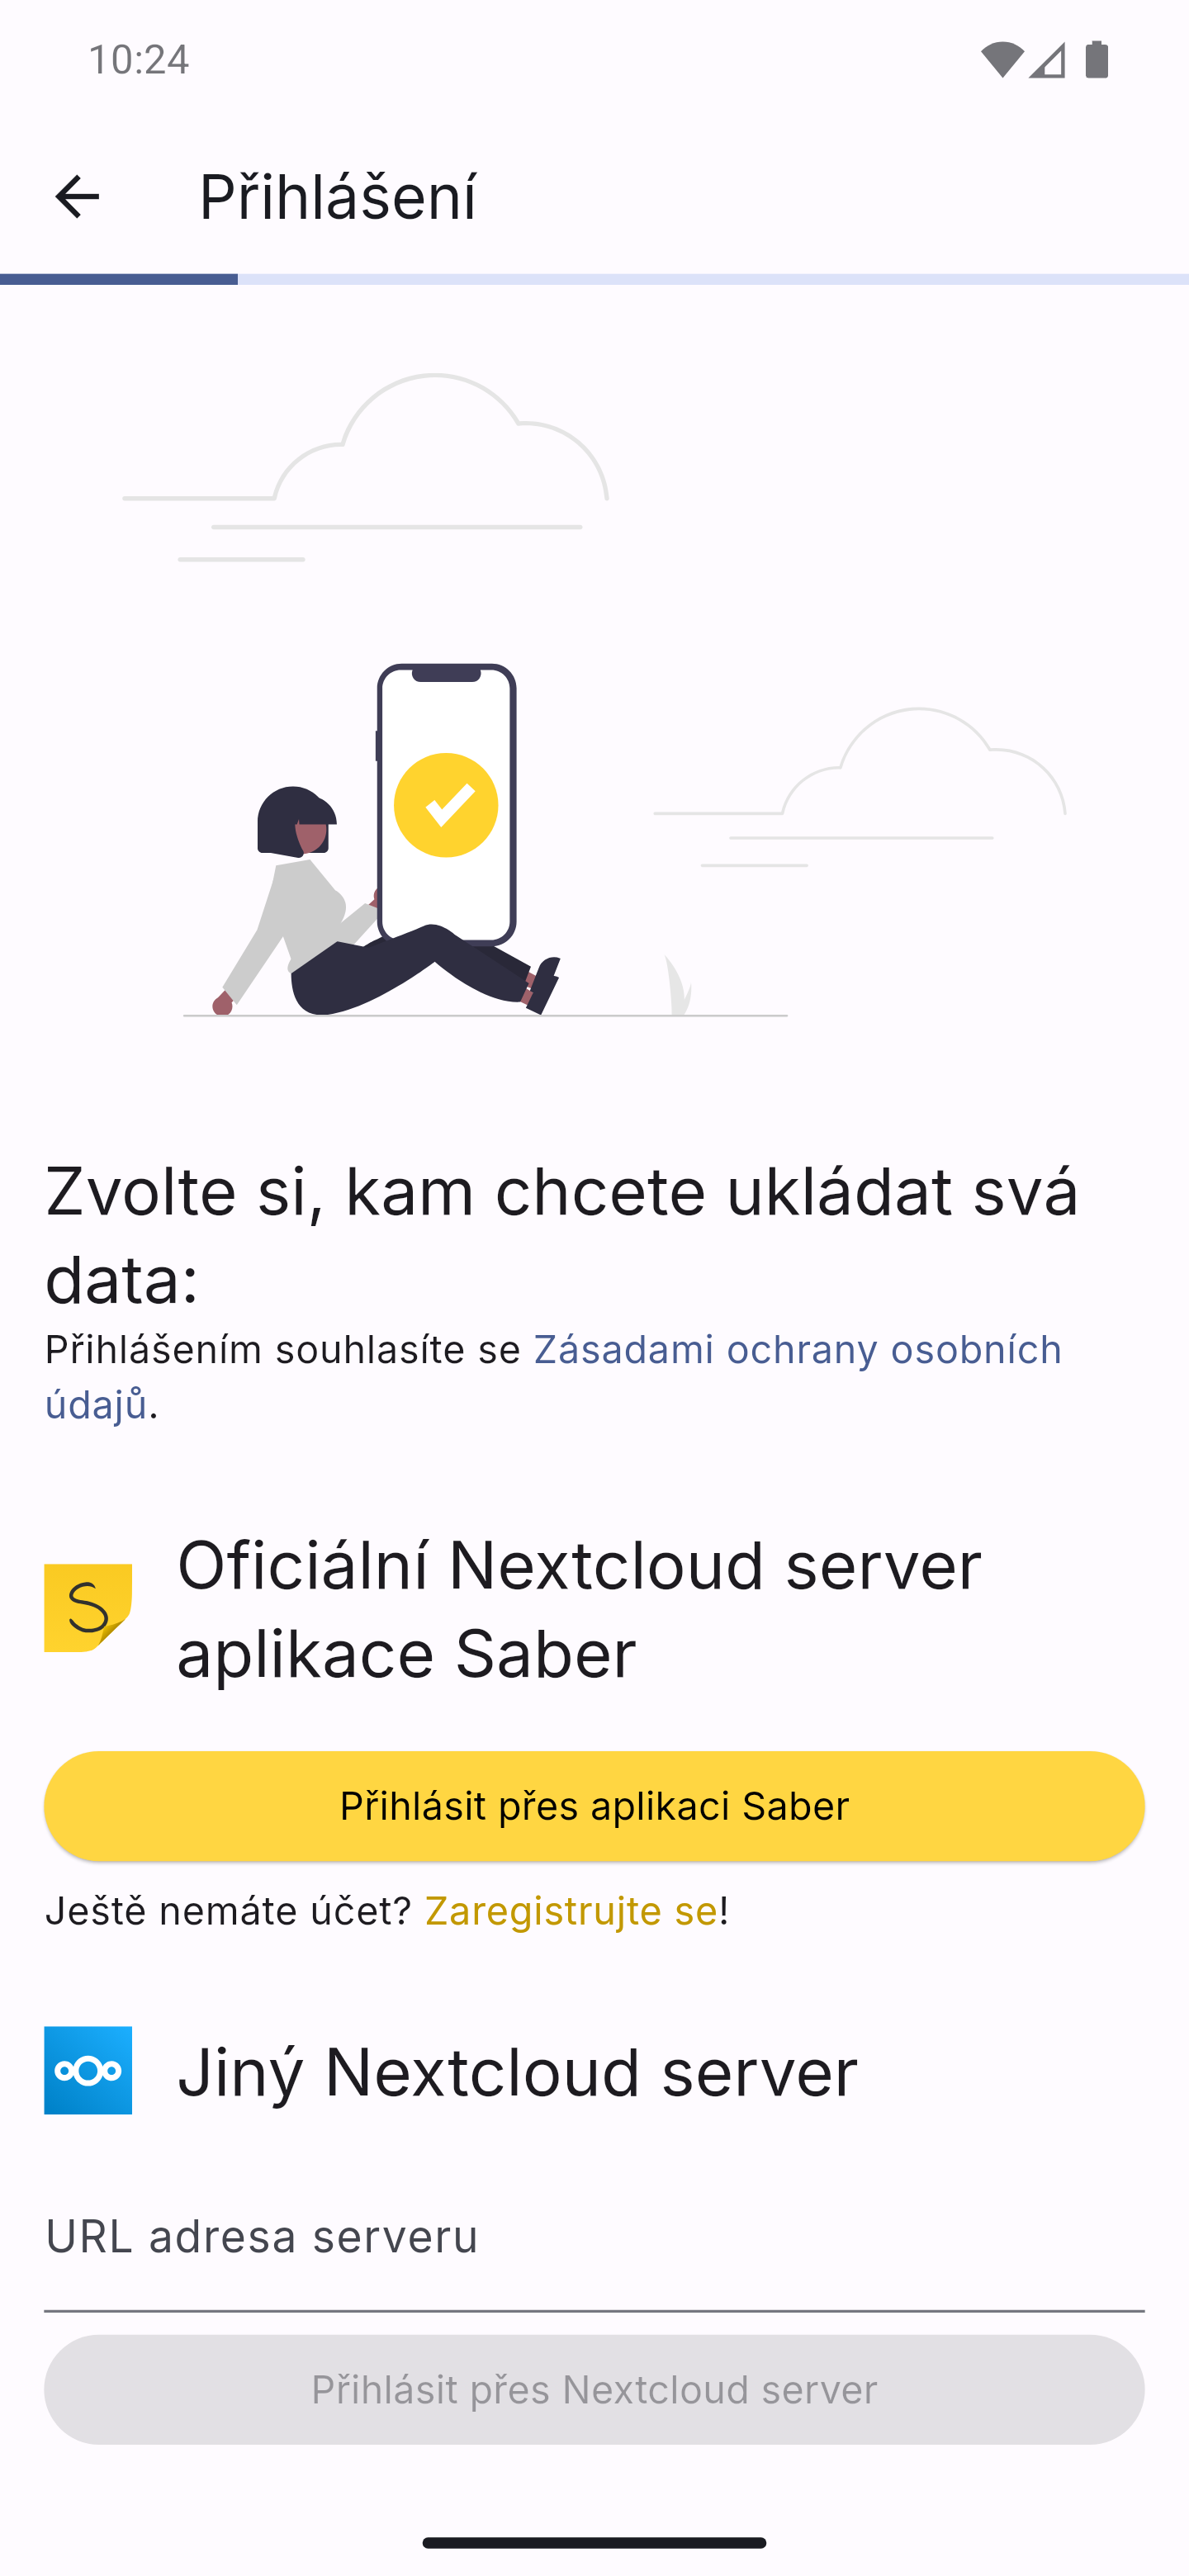 10:24
Přihlášení
Zvolte si, kam chcete ukládat svá
data:
Přihlášením souhlasíte se Zásadami ochrany osobních
údajů.
S
Oficiální Nextcloud server
aplikace Saber
Přihlásit přes aplikaci Saber
Ještě nemáte účet? Zaregistrujte se!
Jiný Nextcloud server
URL adresa serveru
Přihlásit přes Nextcloud server